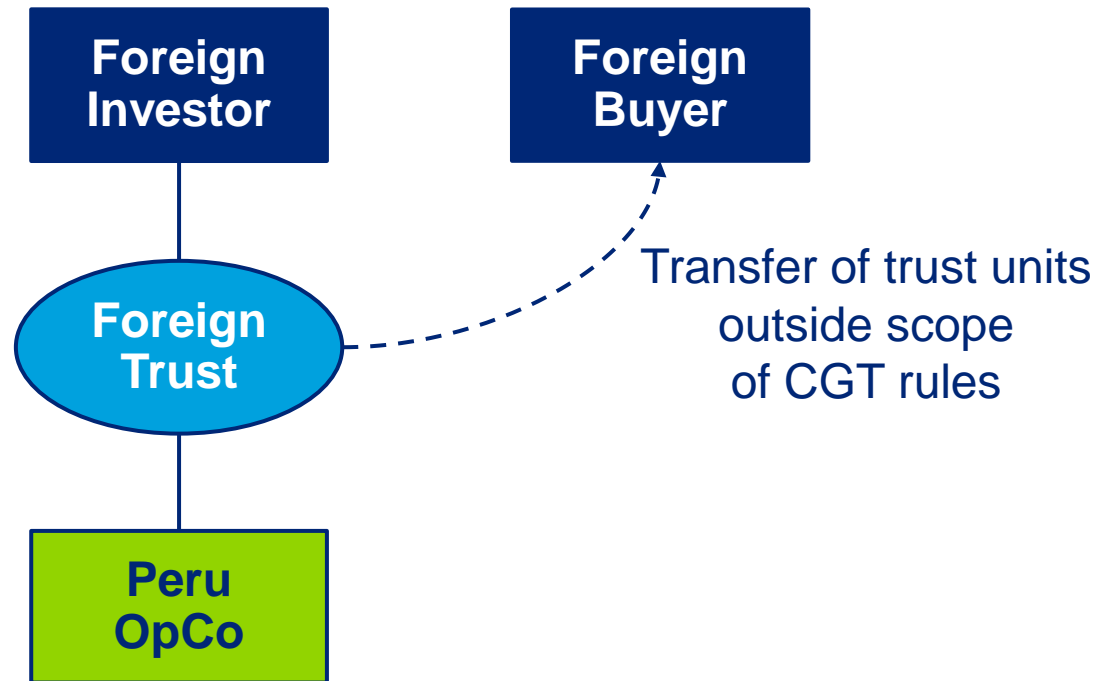 Foreign
Investor
Foreign
Buyer
Transfer of trust units
outside scope
of CGT rules
Foreign
Trust
Peru
OpCo